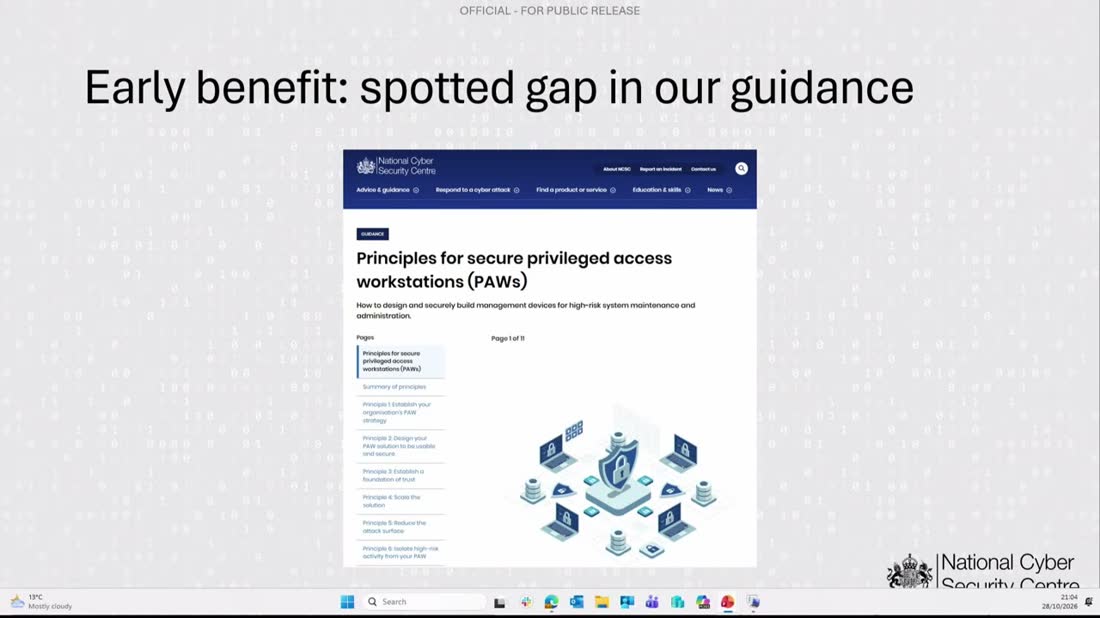 OFFICIAL - FOR PUBLIC RELEASE
Early benefit: spotted gap in our guidance
National Cyber
Security Centre
About NCSC
Report an incident
Contact us
Advice & guidance
Respond to a cyber attack
Find a product or service
Education & skills
News
GUIDANCE
Principles for secure privileged access
workstations (PAWs)
How to design and securely build management devices for high-risk system maintenance and
administration.
Pages
Page 1 of 11
Principles for secure
privileged access
workstations (PAWs)
Summary of principles
Principle 1: Establish your
organisation's PAW
strategy
Principle 2: Design your
PAW solution to be usable
and secure
Principle 3: Establish a
foundation of trust
Principle 4: Scale the
solution
Principle 5: Reduce the
attack surface
Principle 6: Isolate high-risk
activity from your PAW
National Cyber
Security Centre
13°C
Mostly cloudy
Search
21:04
28/10/2026